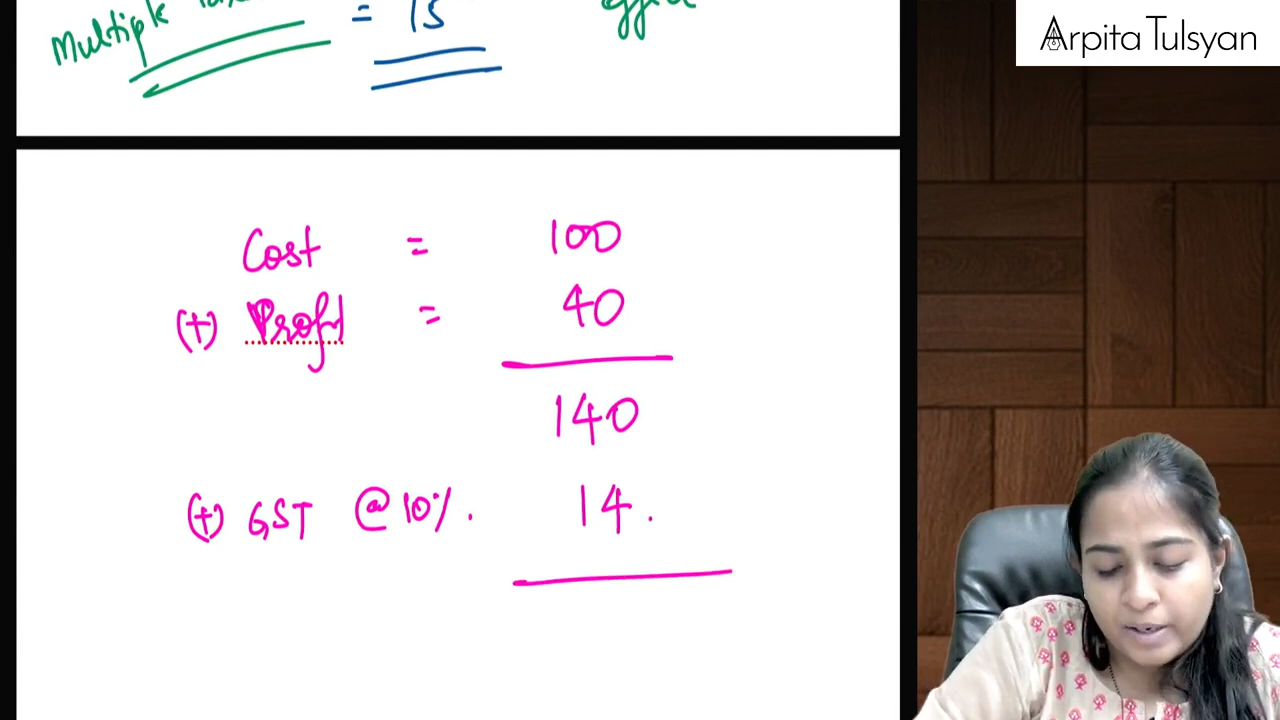 Arpita Tulsyan
Multiple
= 15
Cost = 100
(+) Profit = 40
140
(+) GST @ 10%. 14.